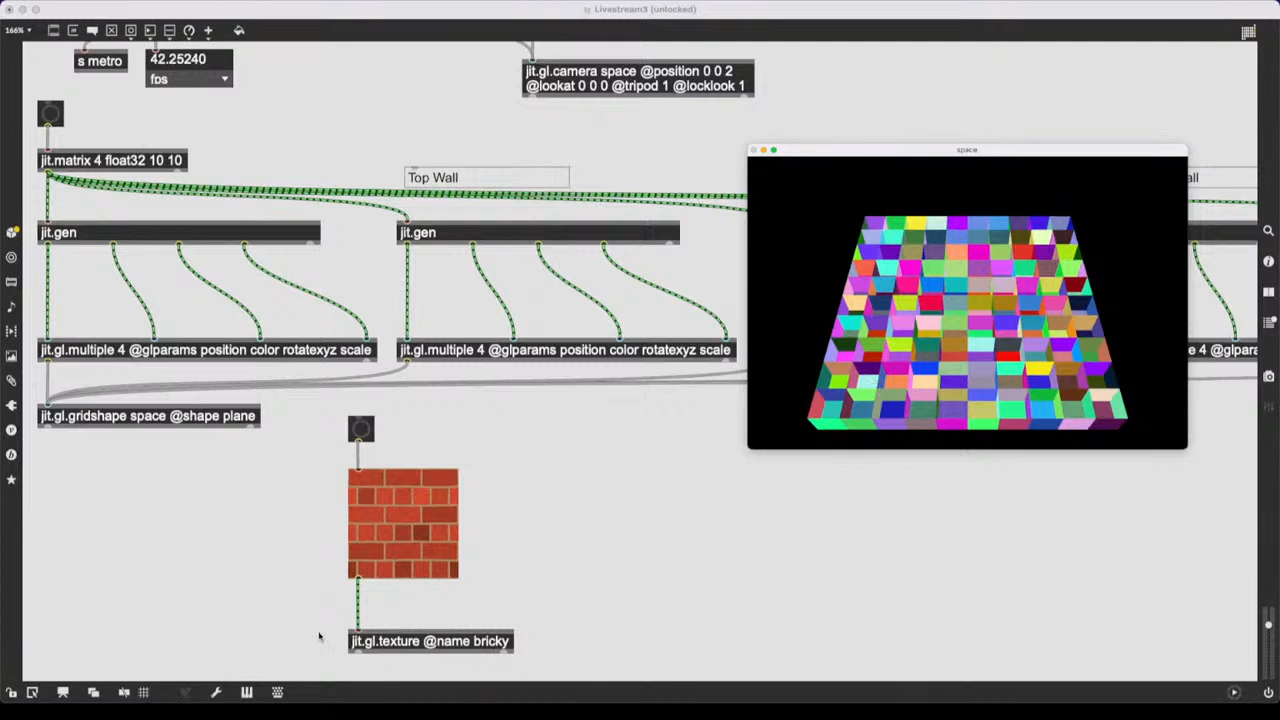 Livestream3 (unlocked)
166%
s metro
42.25240
fps
jit.gl.camera space @position 0 0 2
@lookat 0 0 0 @tripod 1 @locklook 1
jit.matrix 4 float32 10 10
space
Top Wall
all
jit.gen
jit.gen
jit.gl.multiple 4 @glparams position color rotatexyz scale
jit.gl.multiple 4 @glparams position color rotatexyz scale
e 4 @glpara
jit.gl.gridshape space @shape plane
jit.gl.texture @name bricky